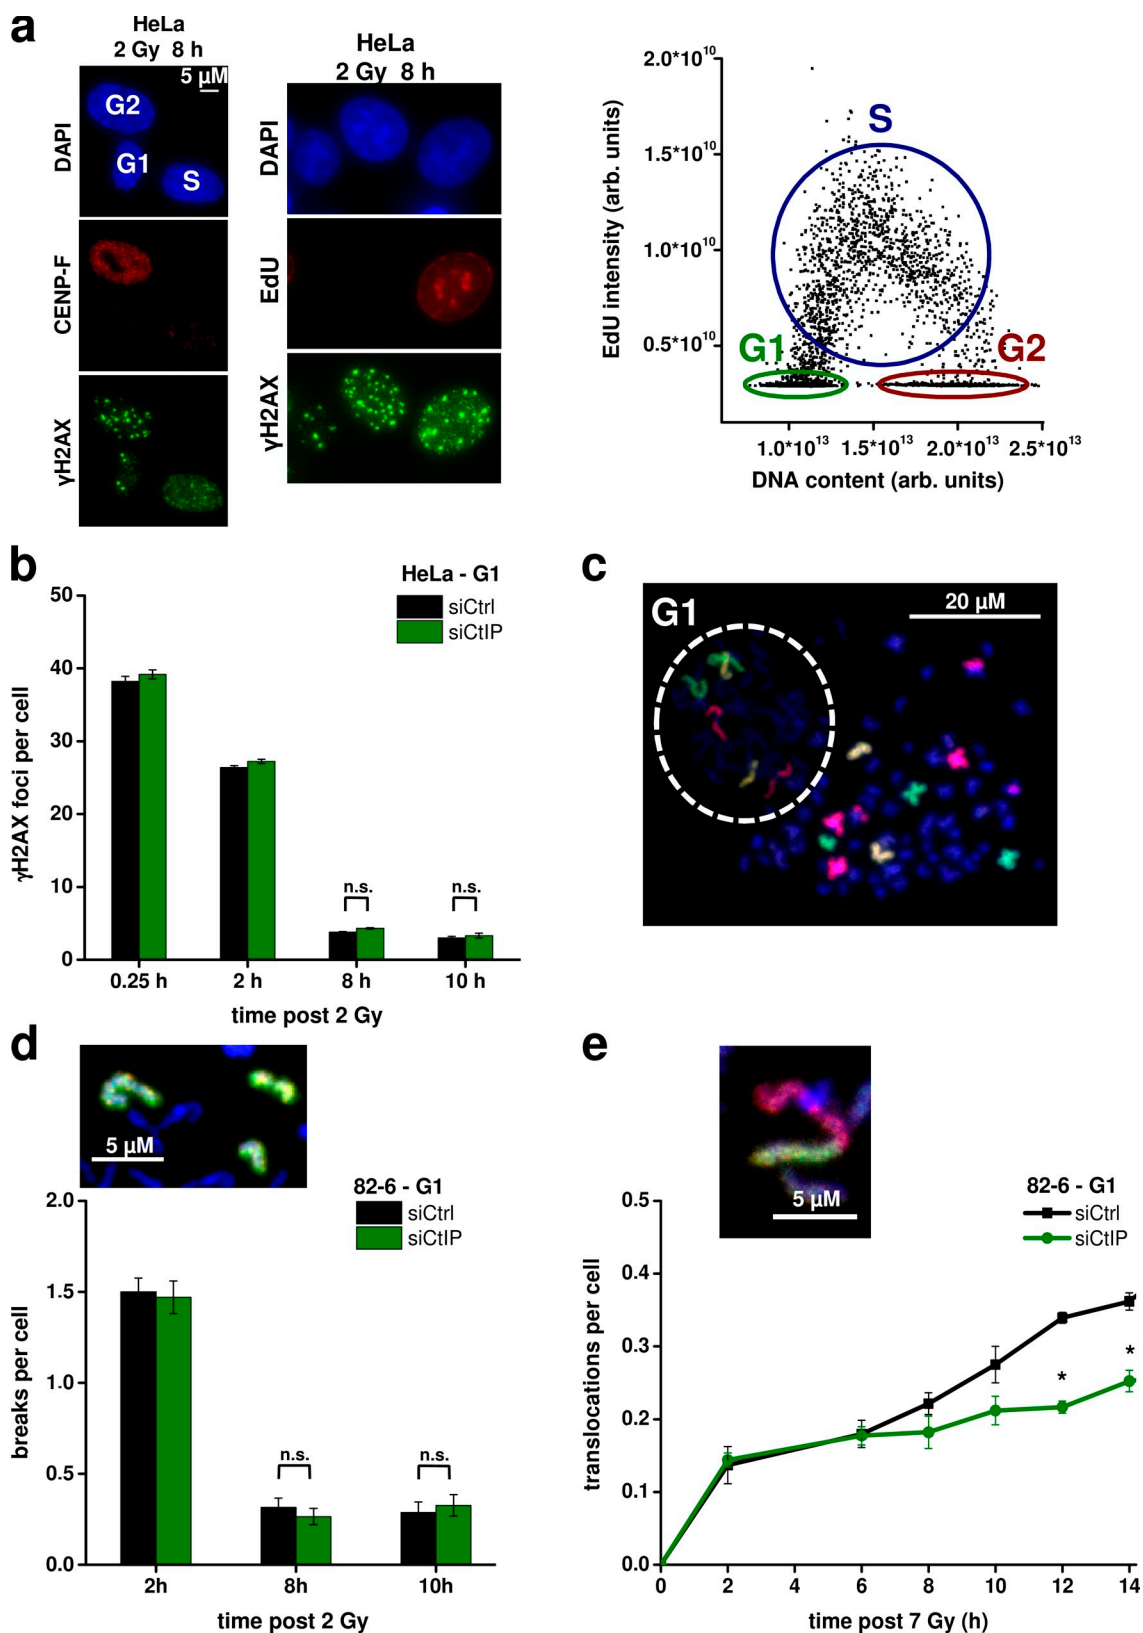 a
HeLa
2 Gy 8 h
5 µM
G2
G1
S
DAPI
CENP-F
γH2AX
HeLa
2 Gy 8 h
DAPI
EdU
γH2AX
2.0*10^10
1.5*10^10
1.0*10^10
0.5*10^10
EdU intensity (arb. units)
S
G1
G2
1.0*10^13
1.5*10^13
2.0*10^13
2.5*10^13
DNA content (arb. units)
b
HeLa - G1
siCtrl
siCtIP
50
40
30
20
10
0
γH2AX foci per cell
n.s.
n.s.
0.25 h
2 h
8 h
10 h
time post 2 Gy
c
G1
20 µM
d
5 µM
82-6 - G1
siCtrl
siCtIP
2.0
1.5
1.0
0.5
0.0
breaks per cell
n.s.
n.s.
2h
8h
10h
time post 2 Gy
e
5 µM
82-6 - G1
siCtrl
siCtIP
0.5
0.4
0.3
0.2
0.1
0.0
translocations per cell
*
*
0
2
4
6
8
10
12
14
time post 7 Gy (h)